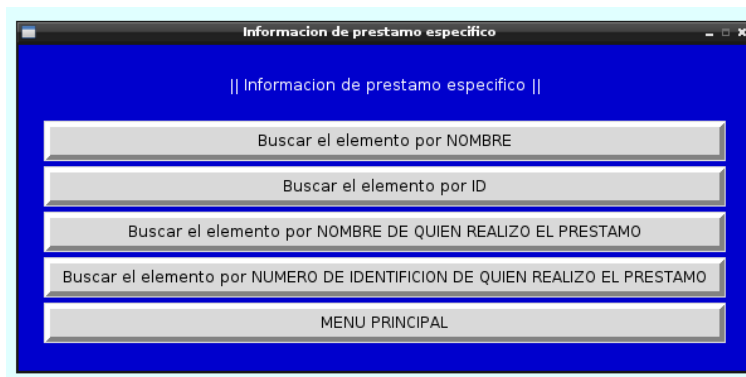 Informacion de prestamo especifico
|| Informacion de prestamo especifico ||
Buscar el elemento por NOMBRE
Buscar el elemento por ID
Buscar el elemento por NOMBRE DE QUIEN REALIZO EL PRESTAMO
Buscar el elemento por NUMERO DE IDENTIFICION DE QUIEN REALIZO EL PRESTAMO
MENU PRINCIPAL